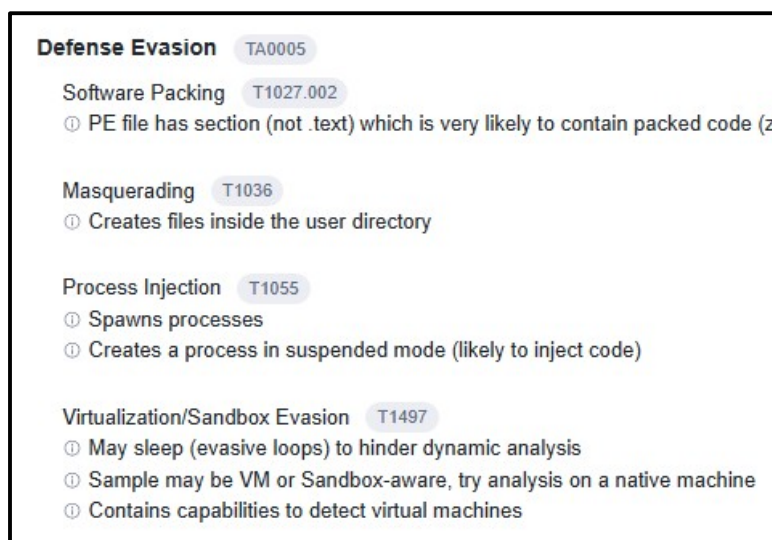 Defense Evasion TA0005
Software Packing T1027.002
PE file has section (not .text) which is very likely to contain packed code (z
Masquerading T1036
Creates files inside the user directory
Process Injection T1055
Spawns processes
Creates a process in suspended mode (likely to inject code)
Virtualization/Sandbox Evasion T1497
May sleep (evasive loops) to hinder dynamic analysis
Sample may be VM or Sandbox-aware, try analysis on a native machine
Contains capabilities to detect virtual machines